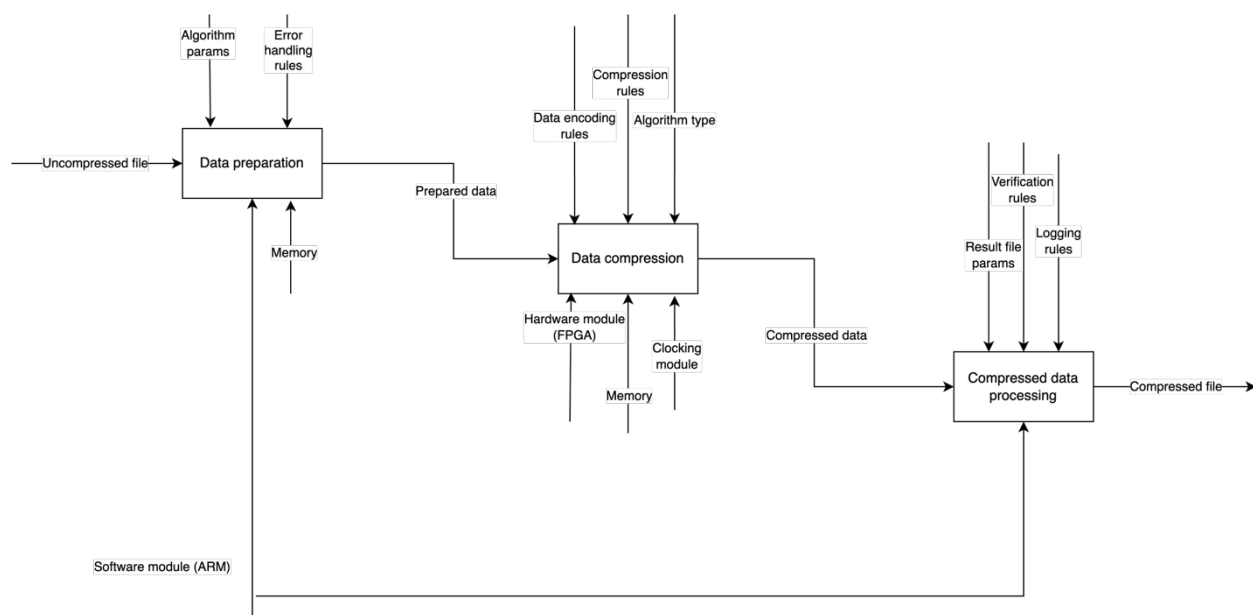 Algorithm
params
Error
handling
rules
Uncompressed file
Data preparation
Memory
Prepared data
Data encoding
rules
Compression
rules
Algorithm type
Data compression
Hardware module
(FPGA)
Memory
Clocking
module
Compressed data
Result file
params
Verification
rules
Logging
rules
Compressed data
processing
Compressed file
Software module (ARM)